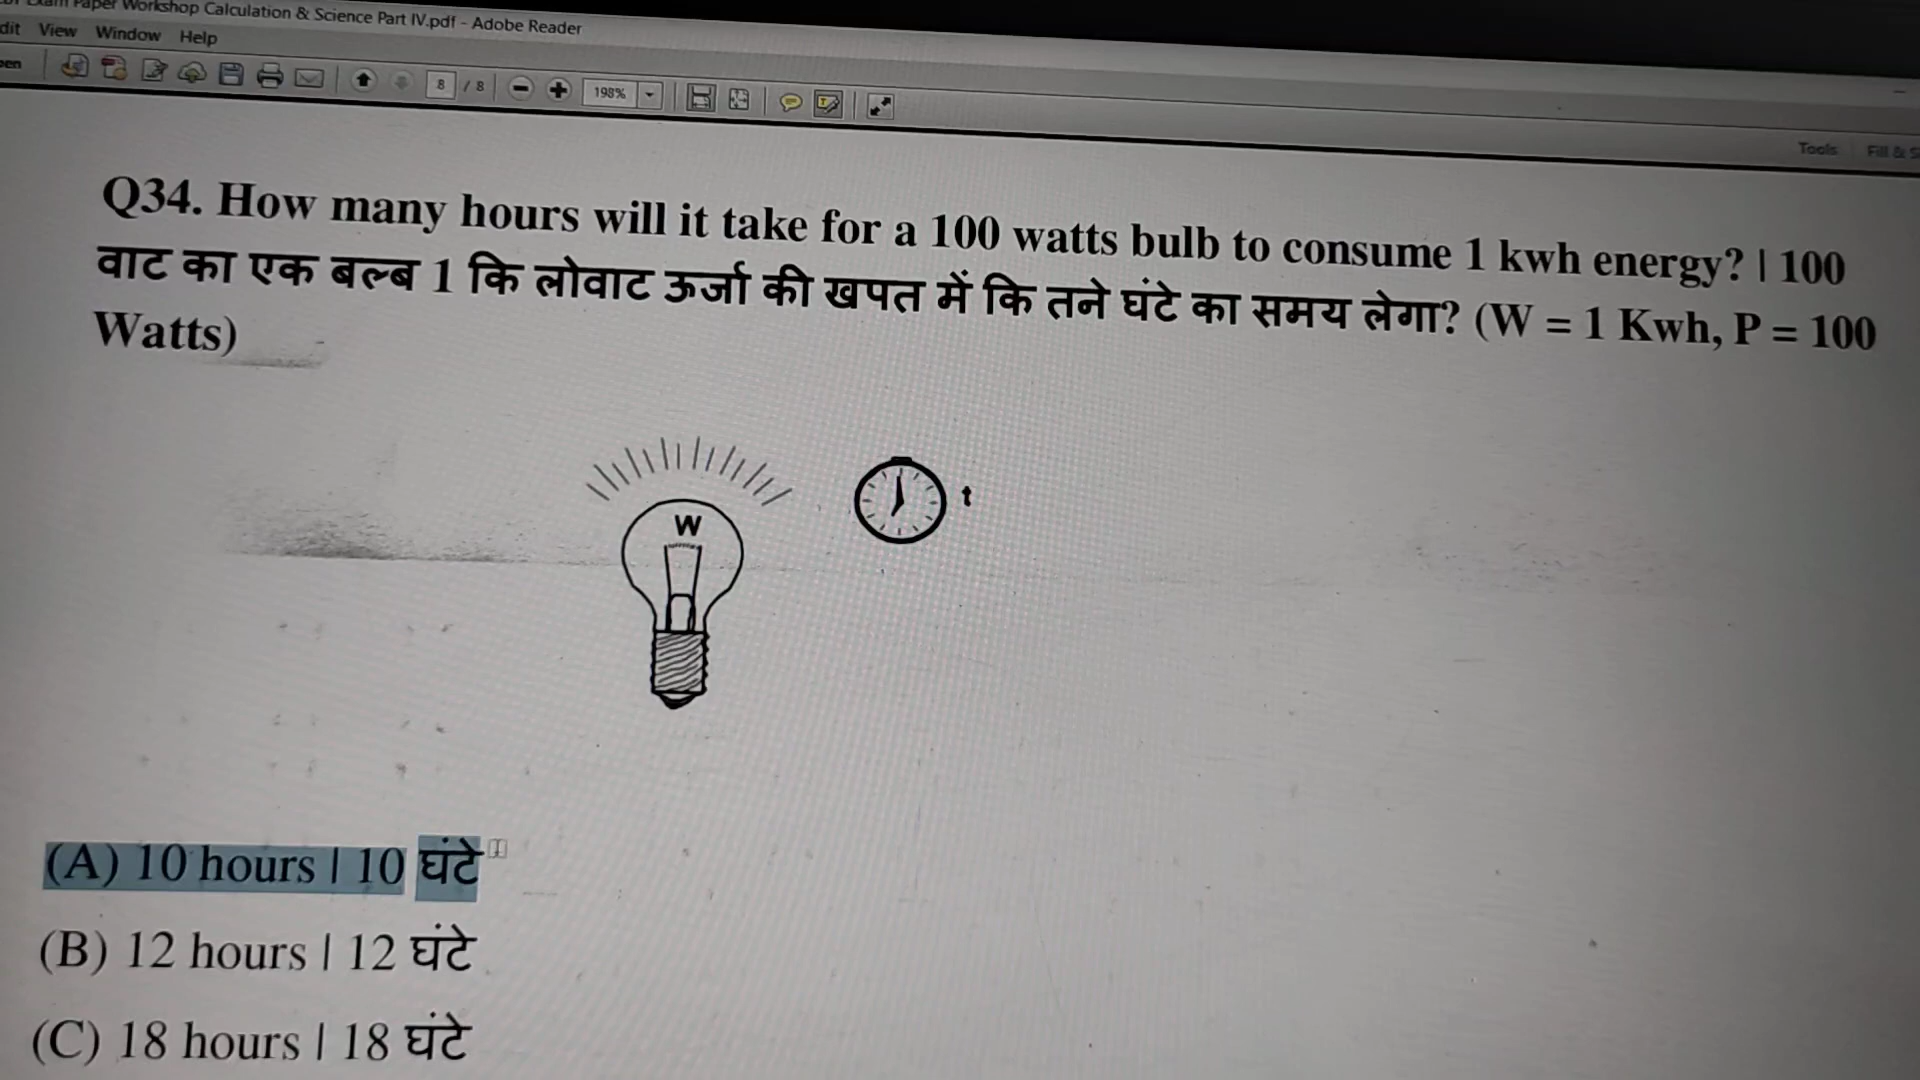 Exam Paper Workshop Calculation & Science Part IV.pdf - Adobe Reader
dit View Window Help
8 / 8 198%
Tools Fill & S
Q34. How many hours will it take for a 100 watts bulb to consume 1 kwh energy? | 100
वाट का एक बल्ब 1 कि लोवाट ऊर्जा की खपत में कि तने घंटे का समय लेगा? (W = 1 Kwh, P = 100
Watts)
W
t
(A) 10 hours | 10 घंटे
(B) 12 hours | 12 घंटे
(C) 18 hours | 18 घंटे